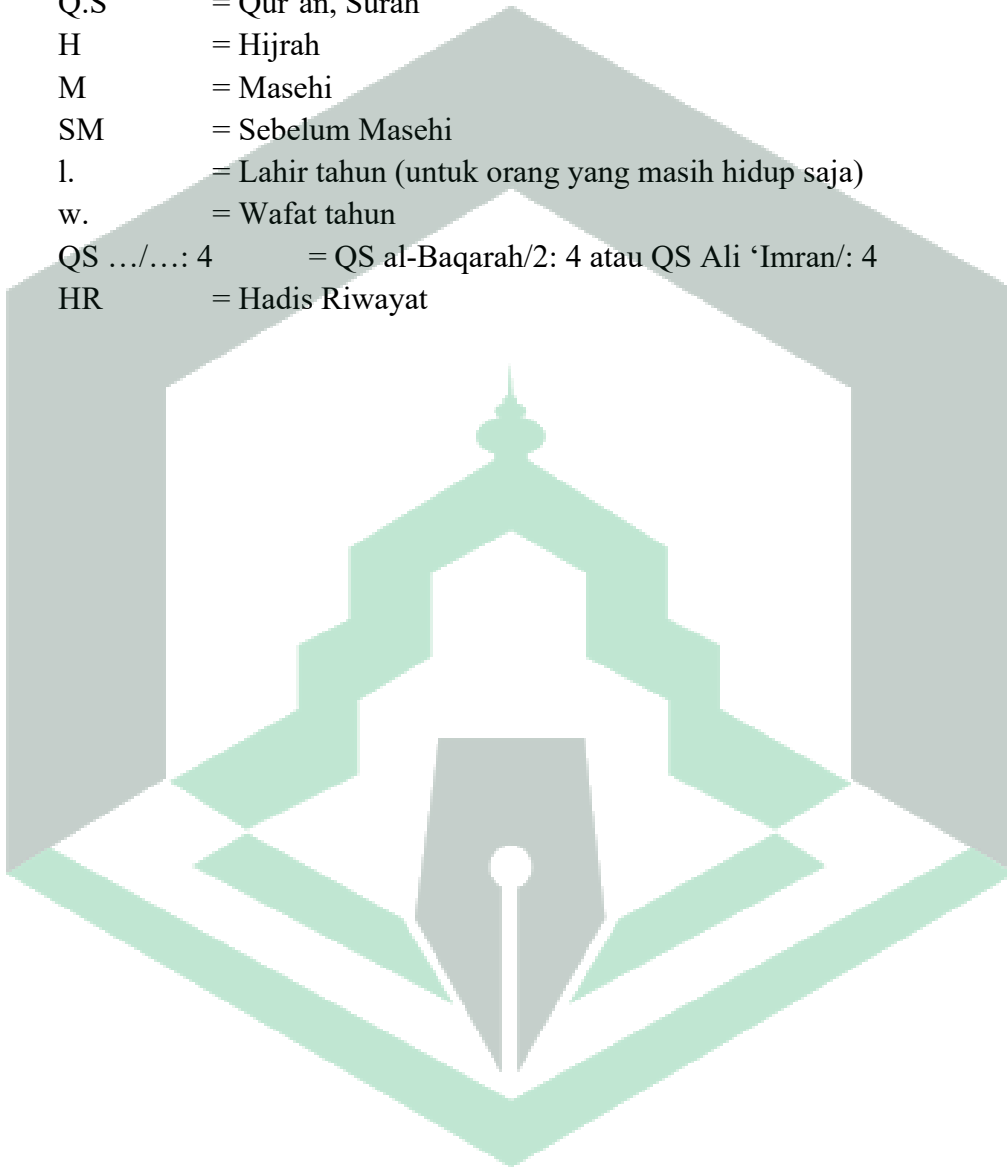 Q.S = Qur'an, Surah
H = Hijrah
M = Masehi
SM = Sebelum Masehi
l. = Lahir tahun (untuk orang yang masih hidup saja)
w. = Wafat tahun
QS …/…: 4 = QS al-Baqarah/2: 4 atau QS Ali ‘Imran/: 4
HR = Hadis Riwayat